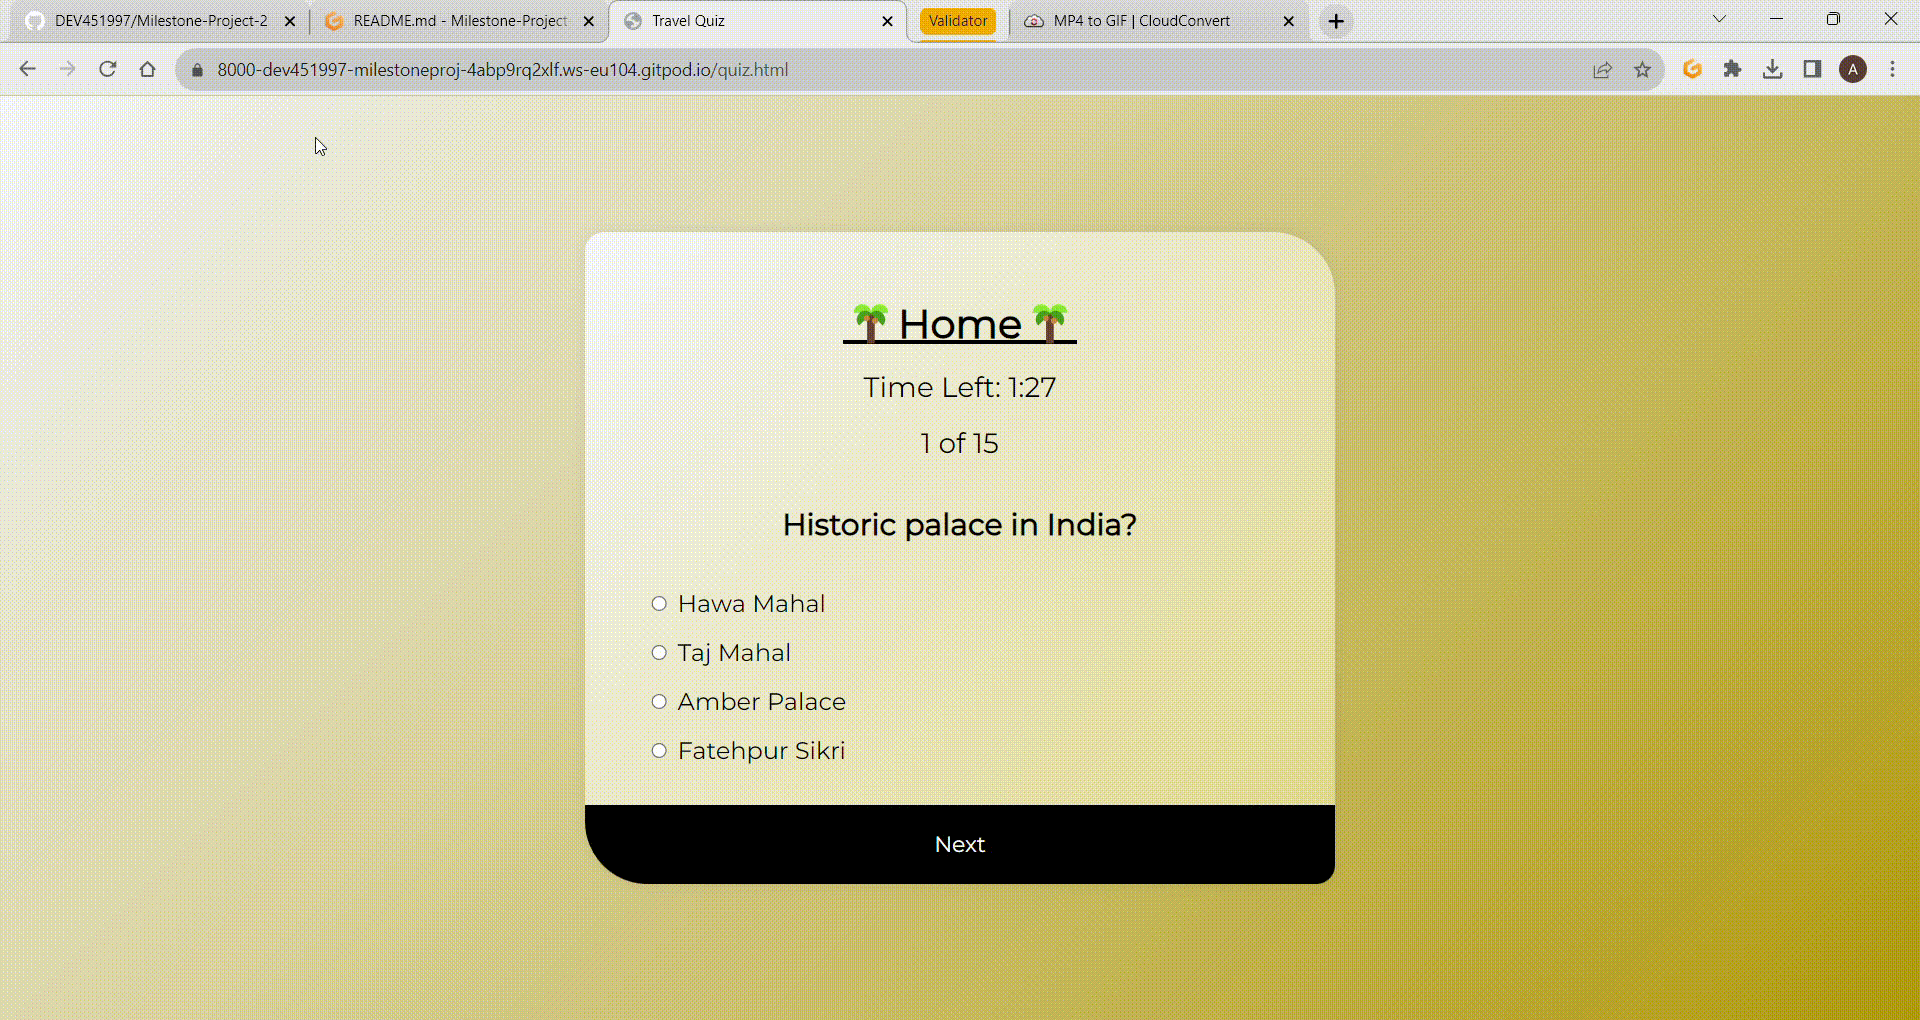 DEV451997/Milestone-Project-2
README.md - Milestone-Project
Travel Quiz
Validator
MP4 to GIF | CloudConvert
8000-dev451997-milestoneproj-4abp9rq2xlf.ws-eu104.gitpod.io/quiz.html
A
🌴 Home 🌴
Time Left: 1:27
1 of 15
Historic palace in India?
Hawa Mahal
Taj Mahal
Amber Palace
Fatehpur Sikri
Next